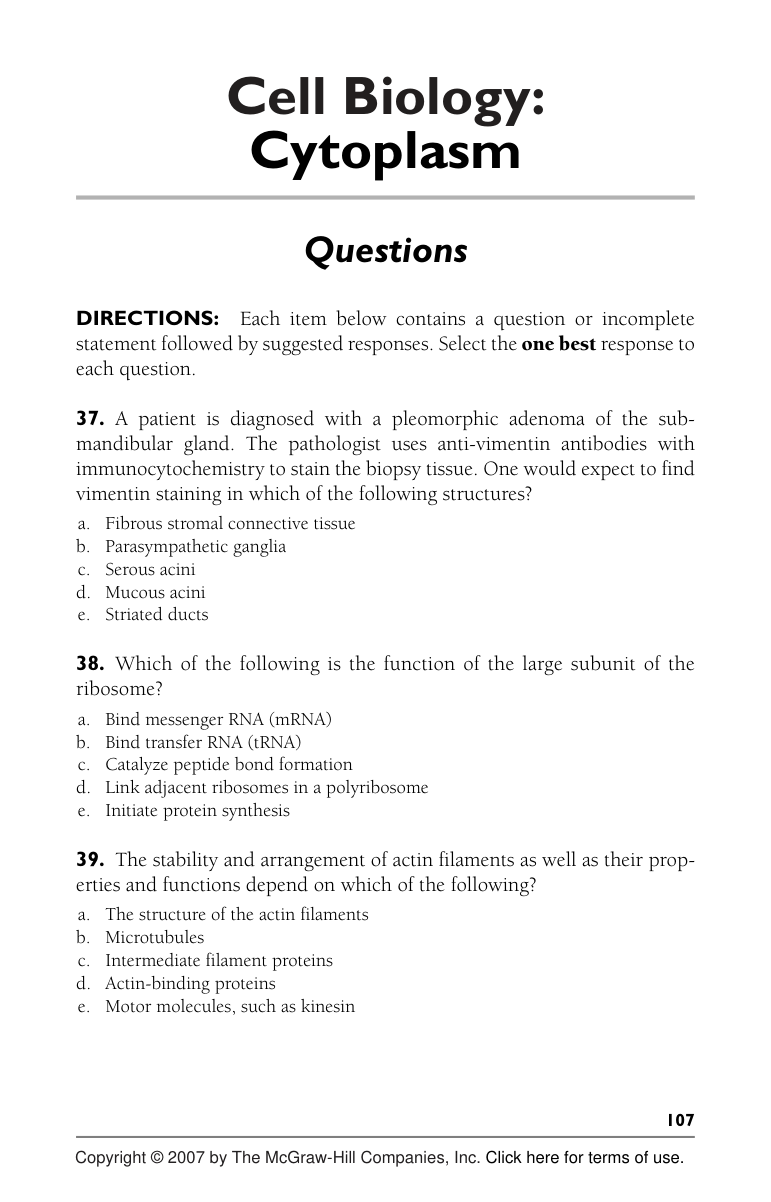 Cell Biology:
Cytoplasm
Questions
DIRECTIONS: Each item below contains a question or incomplete
statement followed by suggested responses. Select the one best response to
each question.
37. A patient is diagnosed with a pleomorphic adenoma of the sub-
mandibular gland. The pathologist uses anti-vimentin antibodies with
immunocytochemistry to stain the biopsy tissue. One would expect to find
vimentin staining in which of the following structures?
a. Fibrous stromal connective tissue
b. Parasympathetic ganglia
c. Serous acini
d. Mucous acini
e. Striated ducts
38. Which of the following is the function of the large subunit of the
ribosome?
a. Bind messenger RNA (mRNA)
b. Bind transfer RNA (tRNA)
c. Catalyze peptide bond formation
d. Link adjacent ribosomes in a polyribosome
e. Initiate protein synthesis
39. The stability and arrangement of actin filaments as well as their prop-
erties and functions depend on which of the following?
a. The structure of the actin filaments
b. Microtubules
c. Intermediate filament proteins
d. Actin-binding proteins
e. Motor molecules, such as kinesin
107
Copyright © 2007 by The McGraw-Hill Companies, Inc. Click here for terms of use.